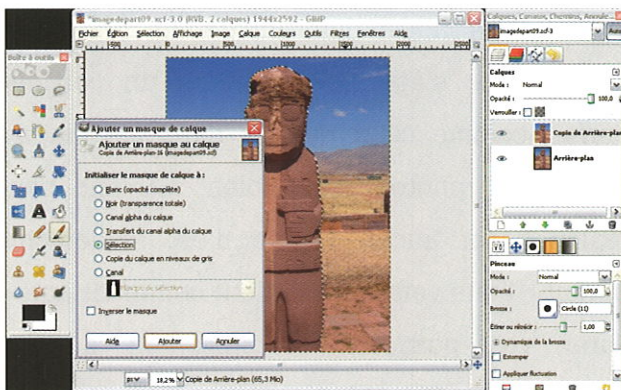 *imagedepart09.xcf-3.0 (RVB, 2 calques) 1944x2592 - GIMP
Fichier Édition Sélection Affichage Image Calque Couleurs Outils Filtres Fenêtres Aide
Boîte à outils
Ajouter un masque de calque
Ajouter un masque au calque
Copie de Arrière-plan-16 (imagedepart09.xcf)
Initialiser le masque de calque à :
Blanc (opacité complète)
Noir (transparence totale)
Canal alpha du calque
Transfert du canal alpha du calque
Sélection
Copie du calque en niveaux de gris
Canal
Masque de sélection
Inverser le masque
Aide Ajouter Annuler
px 18,2% Copie de Arrière-plan (65,3 Mio)
Calques, Canaux, Chemins, Annule...
imagedepart09.xcf-3 Auto
Calques
Mode : Normal
Opacité : 100,0
Verrouiller :
Copie de Arrière-plan
Arrière-plan
Pinceau
Mode : Normal
Opacité : 100,0
Brosse : Circle (11)
Étirer ou rétrécir : 1,00
Dynamique de la brosse
Estomper
Appliquer fluctuation